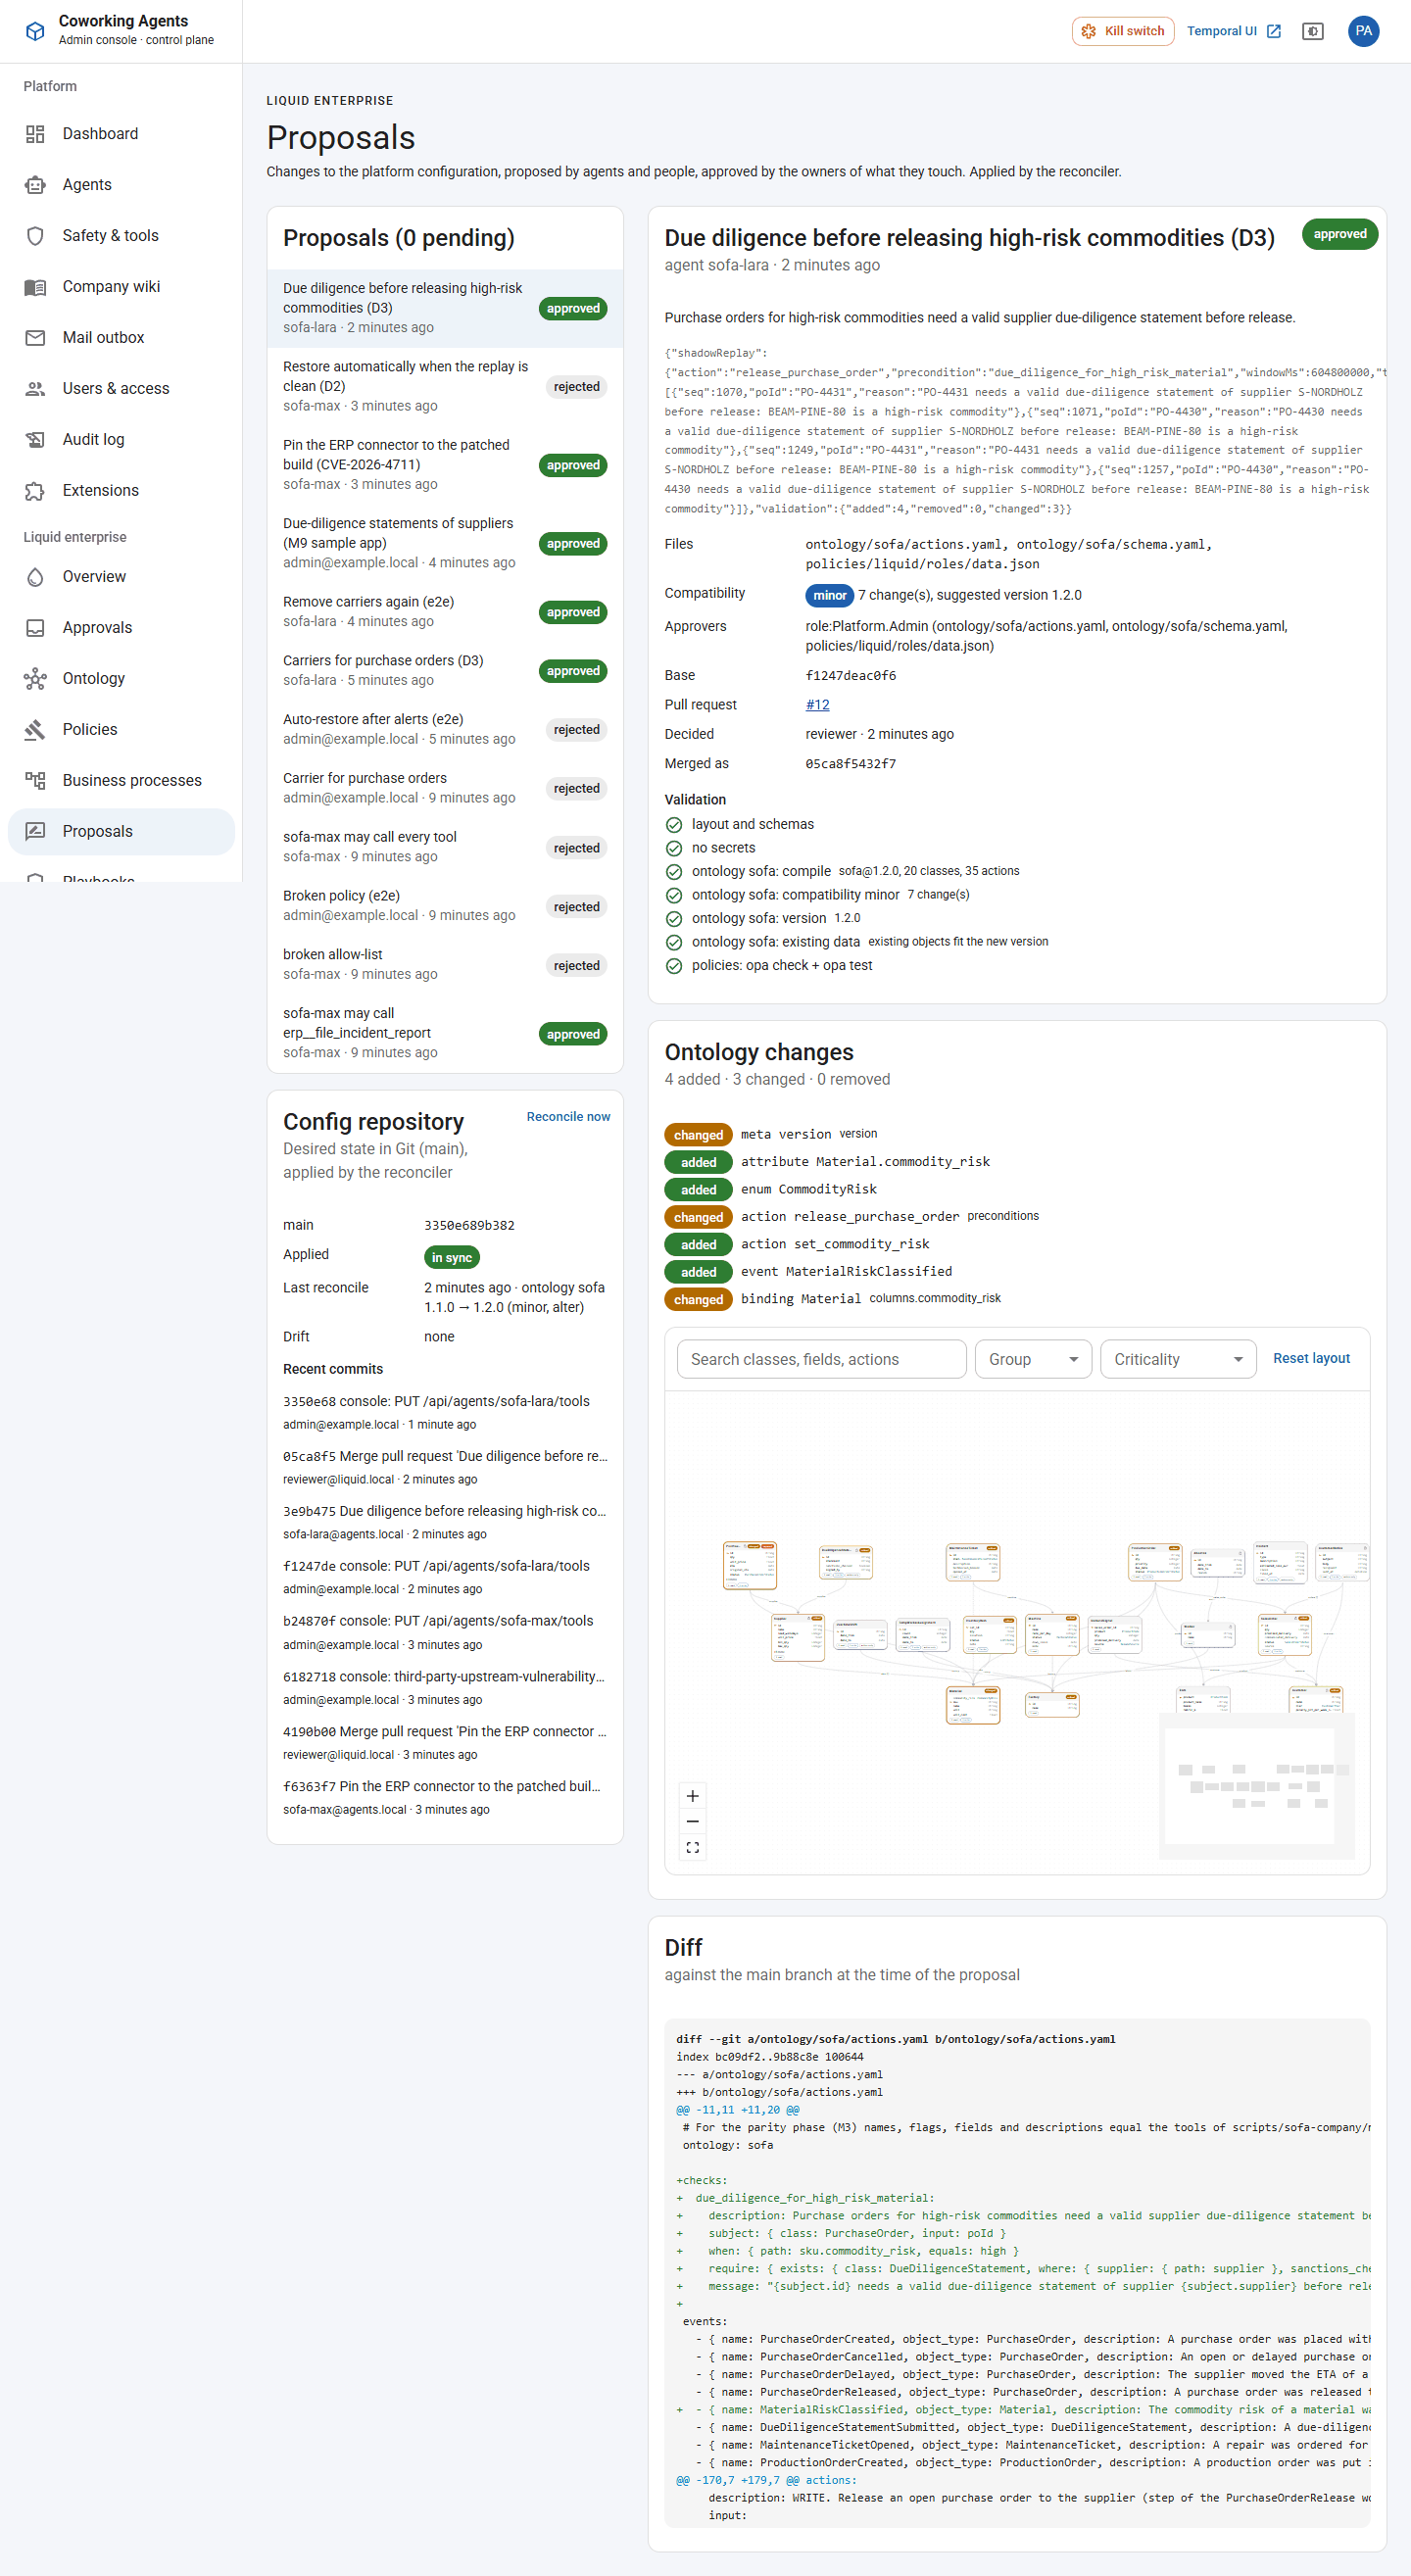 Coworking Agents
Admin console · control plane
Kill switch
Temporal UI
PA
Platform
Dashboard
Agents
Safety & tools
Company wiki
Mail outbox
Users & access
Audit log
Extensions
Liquid enterprise
Overview
Approvals
Ontology
Policies
Business processes
Proposals
Playbooks
LIQUID ENTERPRISE
Proposals
Changes to the platform configuration, proposed by agents and people, approved by the owners of what they touch. Applied by the reconciler.
Proposals (0 pending)
Due diligence before releasing high-risk
commodities (D3)
sofa-lara · 2 minutes ago
approved
Restore automatically when the replay is
clean (D2)
sofa-max · 3 minutes ago
rejected
Pin the ERP connector to the patched
build (CVE-2026-4711)
sofa-max · 3 minutes ago
approved
Due-diligence statements of suppliers
(M9 sample app)
admin@example.local · 4 minutes ago
approved
Remove carriers again (e2e)
sofa-lara · 4 minutes ago
approved
Carriers for purchase orders (D3)
sofa-lara · 5 minutes ago
approved
Auto-restore after alerts (e2e)
admin@example.local · 5 minutes ago
rejected
Carrier for purchase orders
admin@example.local · 9 minutes ago
rejected
sofa-max may call every tool
sofa-max · 9 minutes ago
rejected
Broken policy (e2e)
admin@example.local · 9 minutes ago
rejected
broken allow-list
sofa-max · 9 minutes ago
rejected
sofa-max may call
erp__file_incident_report
sofa-max · 9 minutes ago
approved
Config repository
Reconcile now
Desired state in Git (main),
applied by the reconciler
main 3350e689b382
Applied in sync
Last reconcile 2 minutes ago · ontology sofa
1.1.0 → 1.2.0 (minor, alter)
Drift none
Recent commits
3350e68 console: PUT /api/agents/sofa-lara/tools
admin@example.local · 1 minute ago
05ca8f5 Merge pull request 'Due diligence before re...
reviewer@liquid.local · 2 minutes ago
3e9b475 Due diligence before releasing high-risk co...
sofa-lara@agents.local · 2 minutes ago
f1247de console: PUT /api/agents/sofa-lara/tools
admin@example.local · 2 minutes ago
b24870f console: PUT /api/agents/sofa-max/tools
admin@example.local · 3 minutes ago
6182718 console: third-party-upstream-vulnerability...
admin@example.local · 3 minutes ago
4190b00 Merge pull request 'Pin the ERP connector ...
reviewer@liquid.local · 3 minutes ago
f6363f7 Pin the ERP connector to the patched buil...
sofa-max@agents.local · 3 minutes ago
Due diligence before releasing high-risk commodities (D3)
approved
agent sofa-lara · 2 minutes ago
Purchase orders for high-risk commodities need a valid supplier due-diligence statement before release.
{"shadowReplay":
{"action":"release_purchase_order","precondition":"due_diligence_for_high_risk_material","windowMs":604800000,"t
[{"seq":1070,"poId":"PO-4431","reason":"PO-4431 needs a valid due-diligence statement of supplier S-NORDHOLZ
before release: BEAM-PINE-80 is a high-risk commodity"},{"seq":1071,"poId":"PO-4430","reason":"PO-4430 needs
a valid due-diligence statement of supplier S-NORDHOLZ before release: BEAM-PINE-80 is a high-risk
commodity"},{"seq":1249,"poId":"PO-4431","reason":"PO-4431 needs a valid due-diligence statement of supplier
S-NORDHOLZ before release: BEAM-PINE-80 is a high-risk commodity"},{"seq":1257,"poId":"PO-4430","reason":"PO-
4430 needs a valid due-diligence statement of supplier S-NORDHOLZ before release: BEAM-PINE-80 is a high-risk
commodity"}]},"validation":{"added":4,"removed":0,"changed":3}}
Files ontology/sofa/actions.yaml, ontology/sofa/schema.yaml,
policies/liquid/roles/data.json
Compatibility minor 7 change(s), suggested version 1.2.0
Approvers role:Platform.Admin (ontology/sofa/actions.yaml, ontology/sofa/schema.yaml,
policies/liquid/roles/data.json)
Base f1247deac0f6
Pull request #12
Decided reviewer · 2 minutes ago
Merged as 05ca8f5432f7
Validation
layout and schemas
no secrets
ontology sofa: compile sofa@1.2.0, 20 classes, 35 actions
ontology sofa: compatibility minor 7 change(s)
ontology sofa: version 1.2.0
ontology sofa: existing data existing objects fit the new version
policies: opa check + opa test
Ontology changes
4 added · 3 changed · 0 removed
changed meta version version
added attribute Material.commodity_risk
added enum CommodityRisk
changed action release_purchase_order preconditions
added action set_commodity_risk
added event MaterialRiskClassified
changed binding Material columns.commodity_risk
Search classes, fields, actions
Group
Criticality
Reset layout
Diff
against the main branch at the time of the proposal
diff --git a/ontology/sofa/actions.yaml b/ontology/sofa/actions.yaml
index bc09df2..9b88c8e 100644
--- a/ontology/sofa/actions.yaml
+++ b/ontology/sofa/actions.yaml
@@ -11,11 +11,20 @@
# For the parity phase (M3) names, flags, fields and descriptions equal the tools of scripts/sofa-company/
ontology: sofa
+checks:
+  due_diligence_for_high_risk_material:
+    description: Purchase orders for high-risk commodities need a valid supplier due-diligence statement be
+    subject: { class: PurchaseOrder, input: poId }
+    when: { path: sku.commodity_risk, equals: high }
+    require: { exists: { class: DueDiligenceStatement, where: { supplier: { path: supplier }, sanctions_che
+    message: "{subject.id} needs a valid due-diligence statement of supplier {subject.supplier} before rele
+
events:
- { name: PurchaseOrderCreated, object_type: PurchaseOrder, description: A purchase order was placed with
- { name: PurchaseOrderCancelled, object_type: PurchaseOrder, description: An open or delayed purchase or
- { name: PurchaseOrderDelayed, object_type: PurchaseOrder, description: The supplier moved the ETA of a
- { name: PurchaseOrderReleased, object_type: PurchaseOrder, description: A purchase order was released t
+  - { name: MaterialRiskClassified, object_type: Material, description: The commodity risk of a material wa
- { name: DueDiligenceStatementSubmitted, object_type: DueDiligenceStatement, description: A due-diligenc
- { name: MaintenanceTicketOpened, object_type: MaintenanceTicket, description: A repair was ordered for
- { name: ProductionOrderCreated, object_type: ProductionOrder, description: A production order was put i
@@ -170,7 +179,7 @@ actions:
description: WRITE. Release an open purchase order to the supplier (step of the PurchaseOrderRelease wo
input: